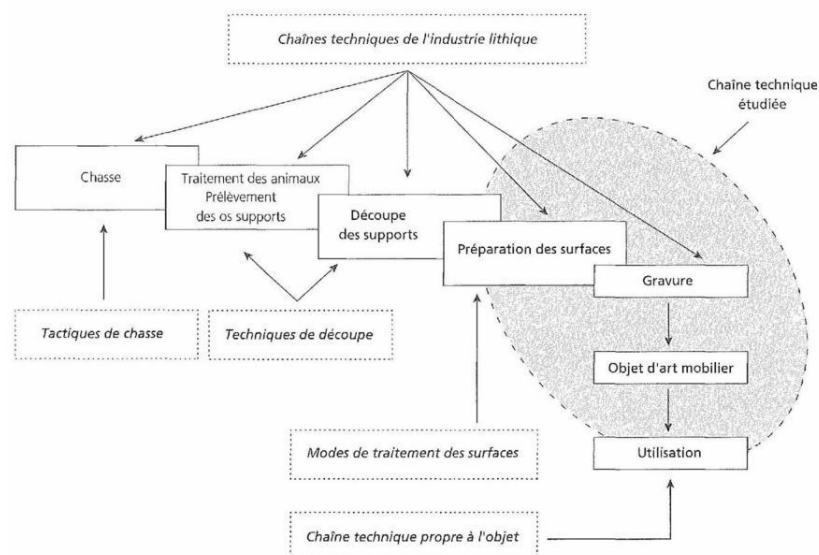 Chaînes techniques de l'industrie lithique
Chaîne technique
étudiée
Chasse
Traitement des animaux
Prélèvement
des os supports
Découpe
des supports
Préparation des surfaces
Gravure
Tactiques de chasse
Techniques de découpe
Objet d'art mobilier
Modes de traitement des surfaces
Utilisation
Chaîne technique propre à l'objet